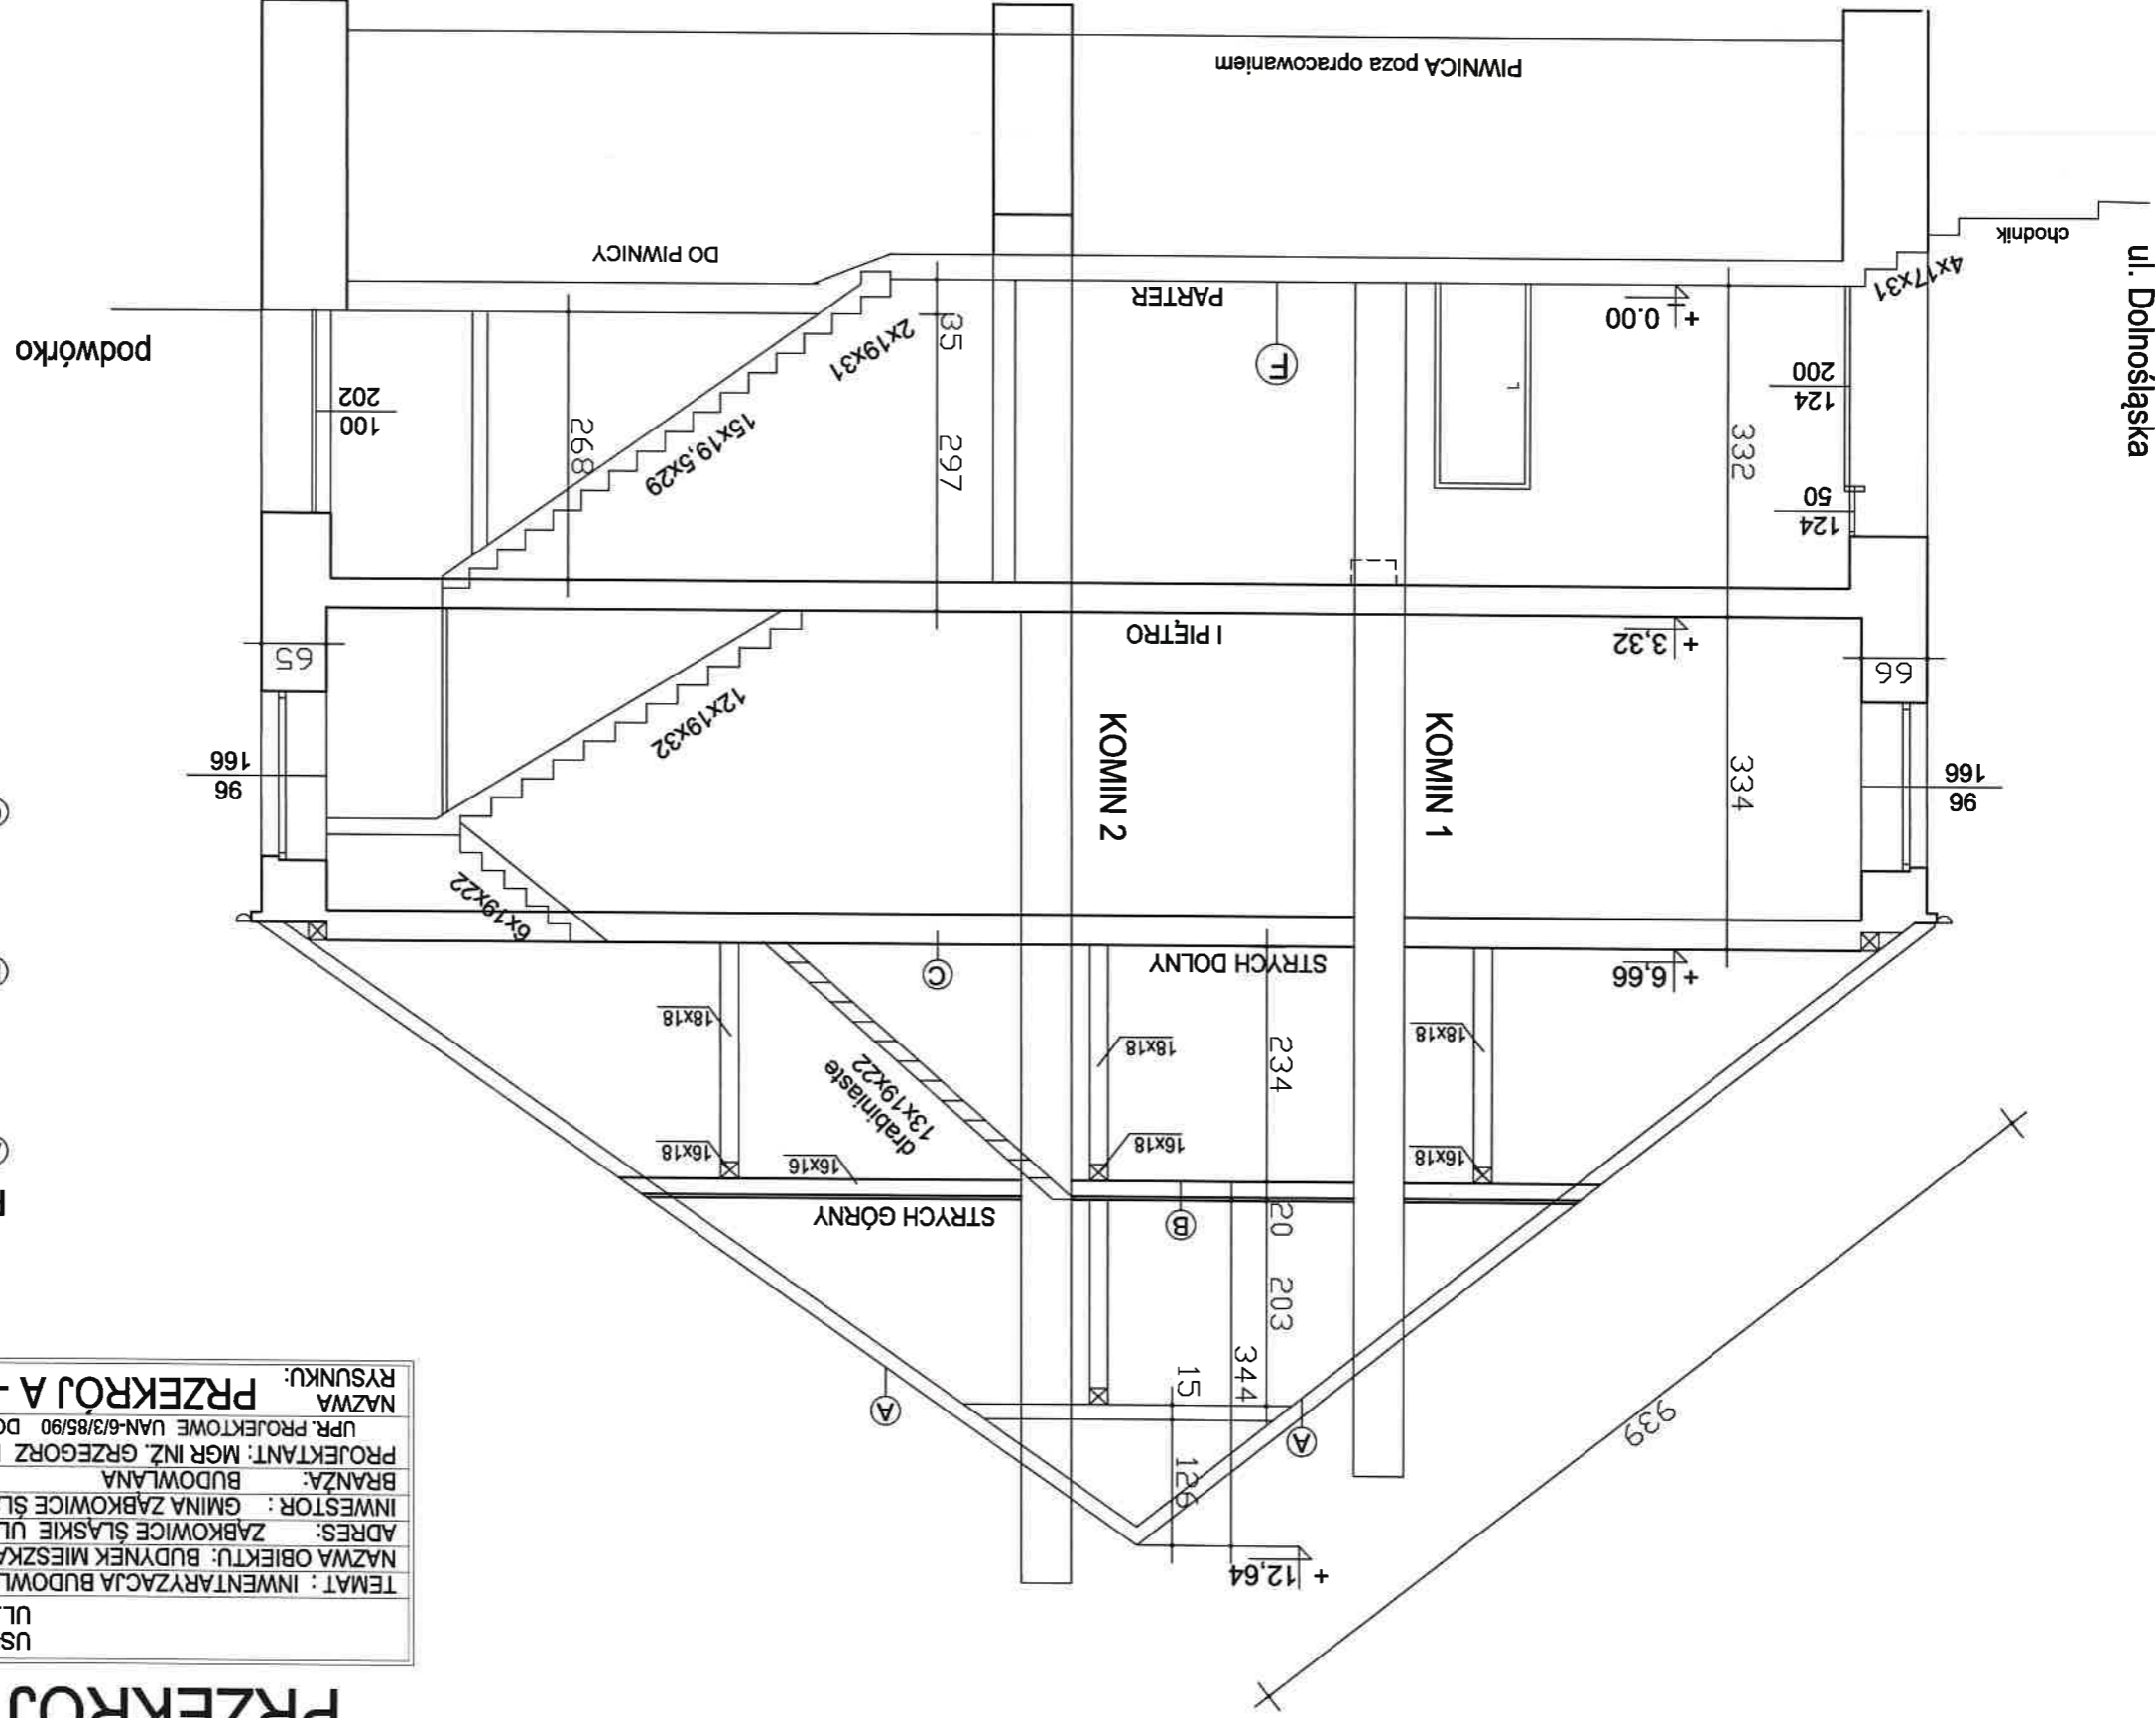 PRZEKRÓJ
TEMAT : INWENTARYZACJA
NAZWA OBIEKTU: BUDYNEK
ADRES: ZĄBKOWICE ŚLĄSKIE
INWESTOR : GMINA ZĄBKOWICE
BRANŻA: BUDOWLANA
PROJEKTANT: MGR INŻ. GRZEGORZ
UPR. PROJEKTOWE UAN-6/3/85/90
NAZWA
RYSUNKU: PRZEKRÓJ A -
+ 12,64
939
126
15
344
203
20
234
A
A
B
C
STRYCH GÓRNY
16x18
16x18
16x16
16x18
drabiniaste
13x19x22
18x18
18x18
18x18
+ 6,66
STRYCH DOLNY
6x19x22
96
166
96
166
334
KOMIN 1
KOMIN 2
12x19x32
66
65
+ 3,32
I PIĘTRO
124
50
124
200
332
297
268
15x19,5x29
100
202
F
35
2x19x31
podwórko
ul. Dolnośląska
+ 0.00
PARTER
4x17x31
chodnik
DO PIWNICY
PIWNICA poza opracowaniem